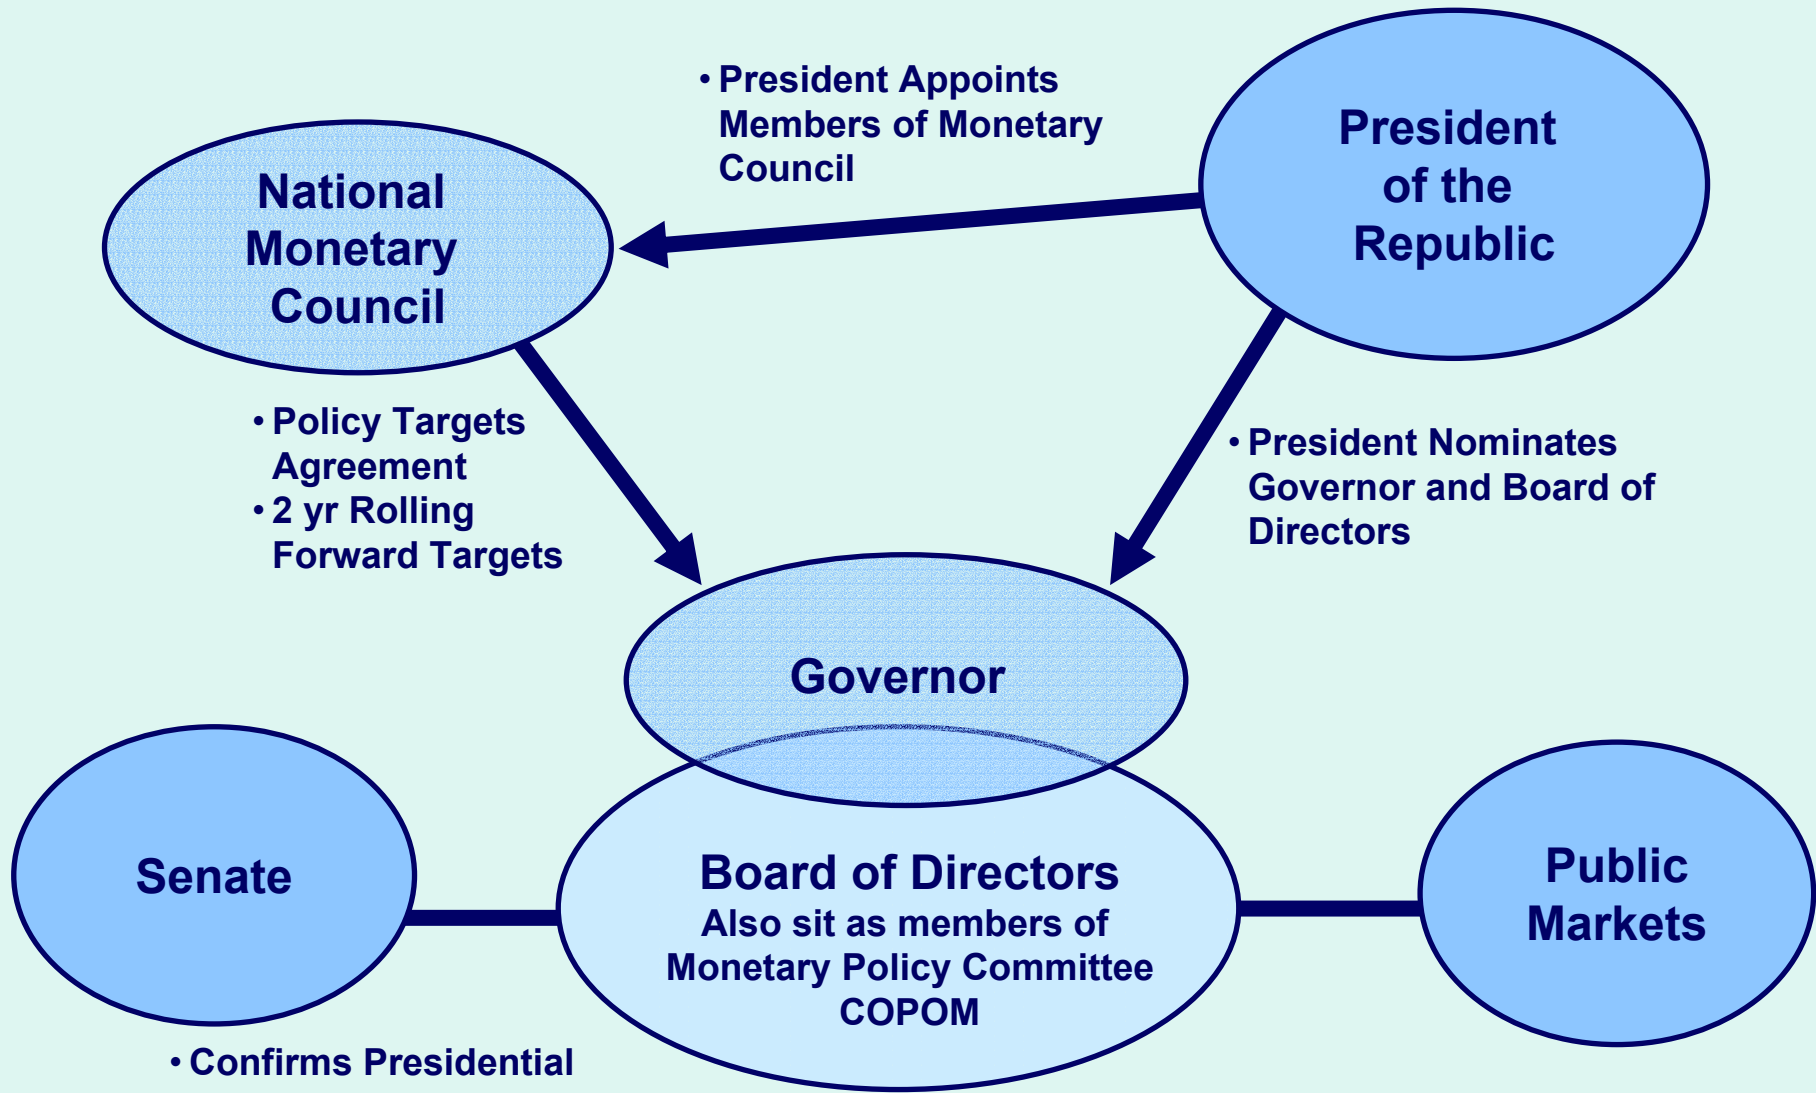 • President Appoints
Members of Monetary
Council
President
of the
Republic
National
Monetary
Council
• Policy Targets
Agreement
• 2 yr Rolling
Forward Targets
• President Nominates
Governor and Board of
Directors
Governor
Senate
Board of Directors
Also sit as members of
Monetary Policy Committee
COPOM
Public
Markets
• Confirms Presidential